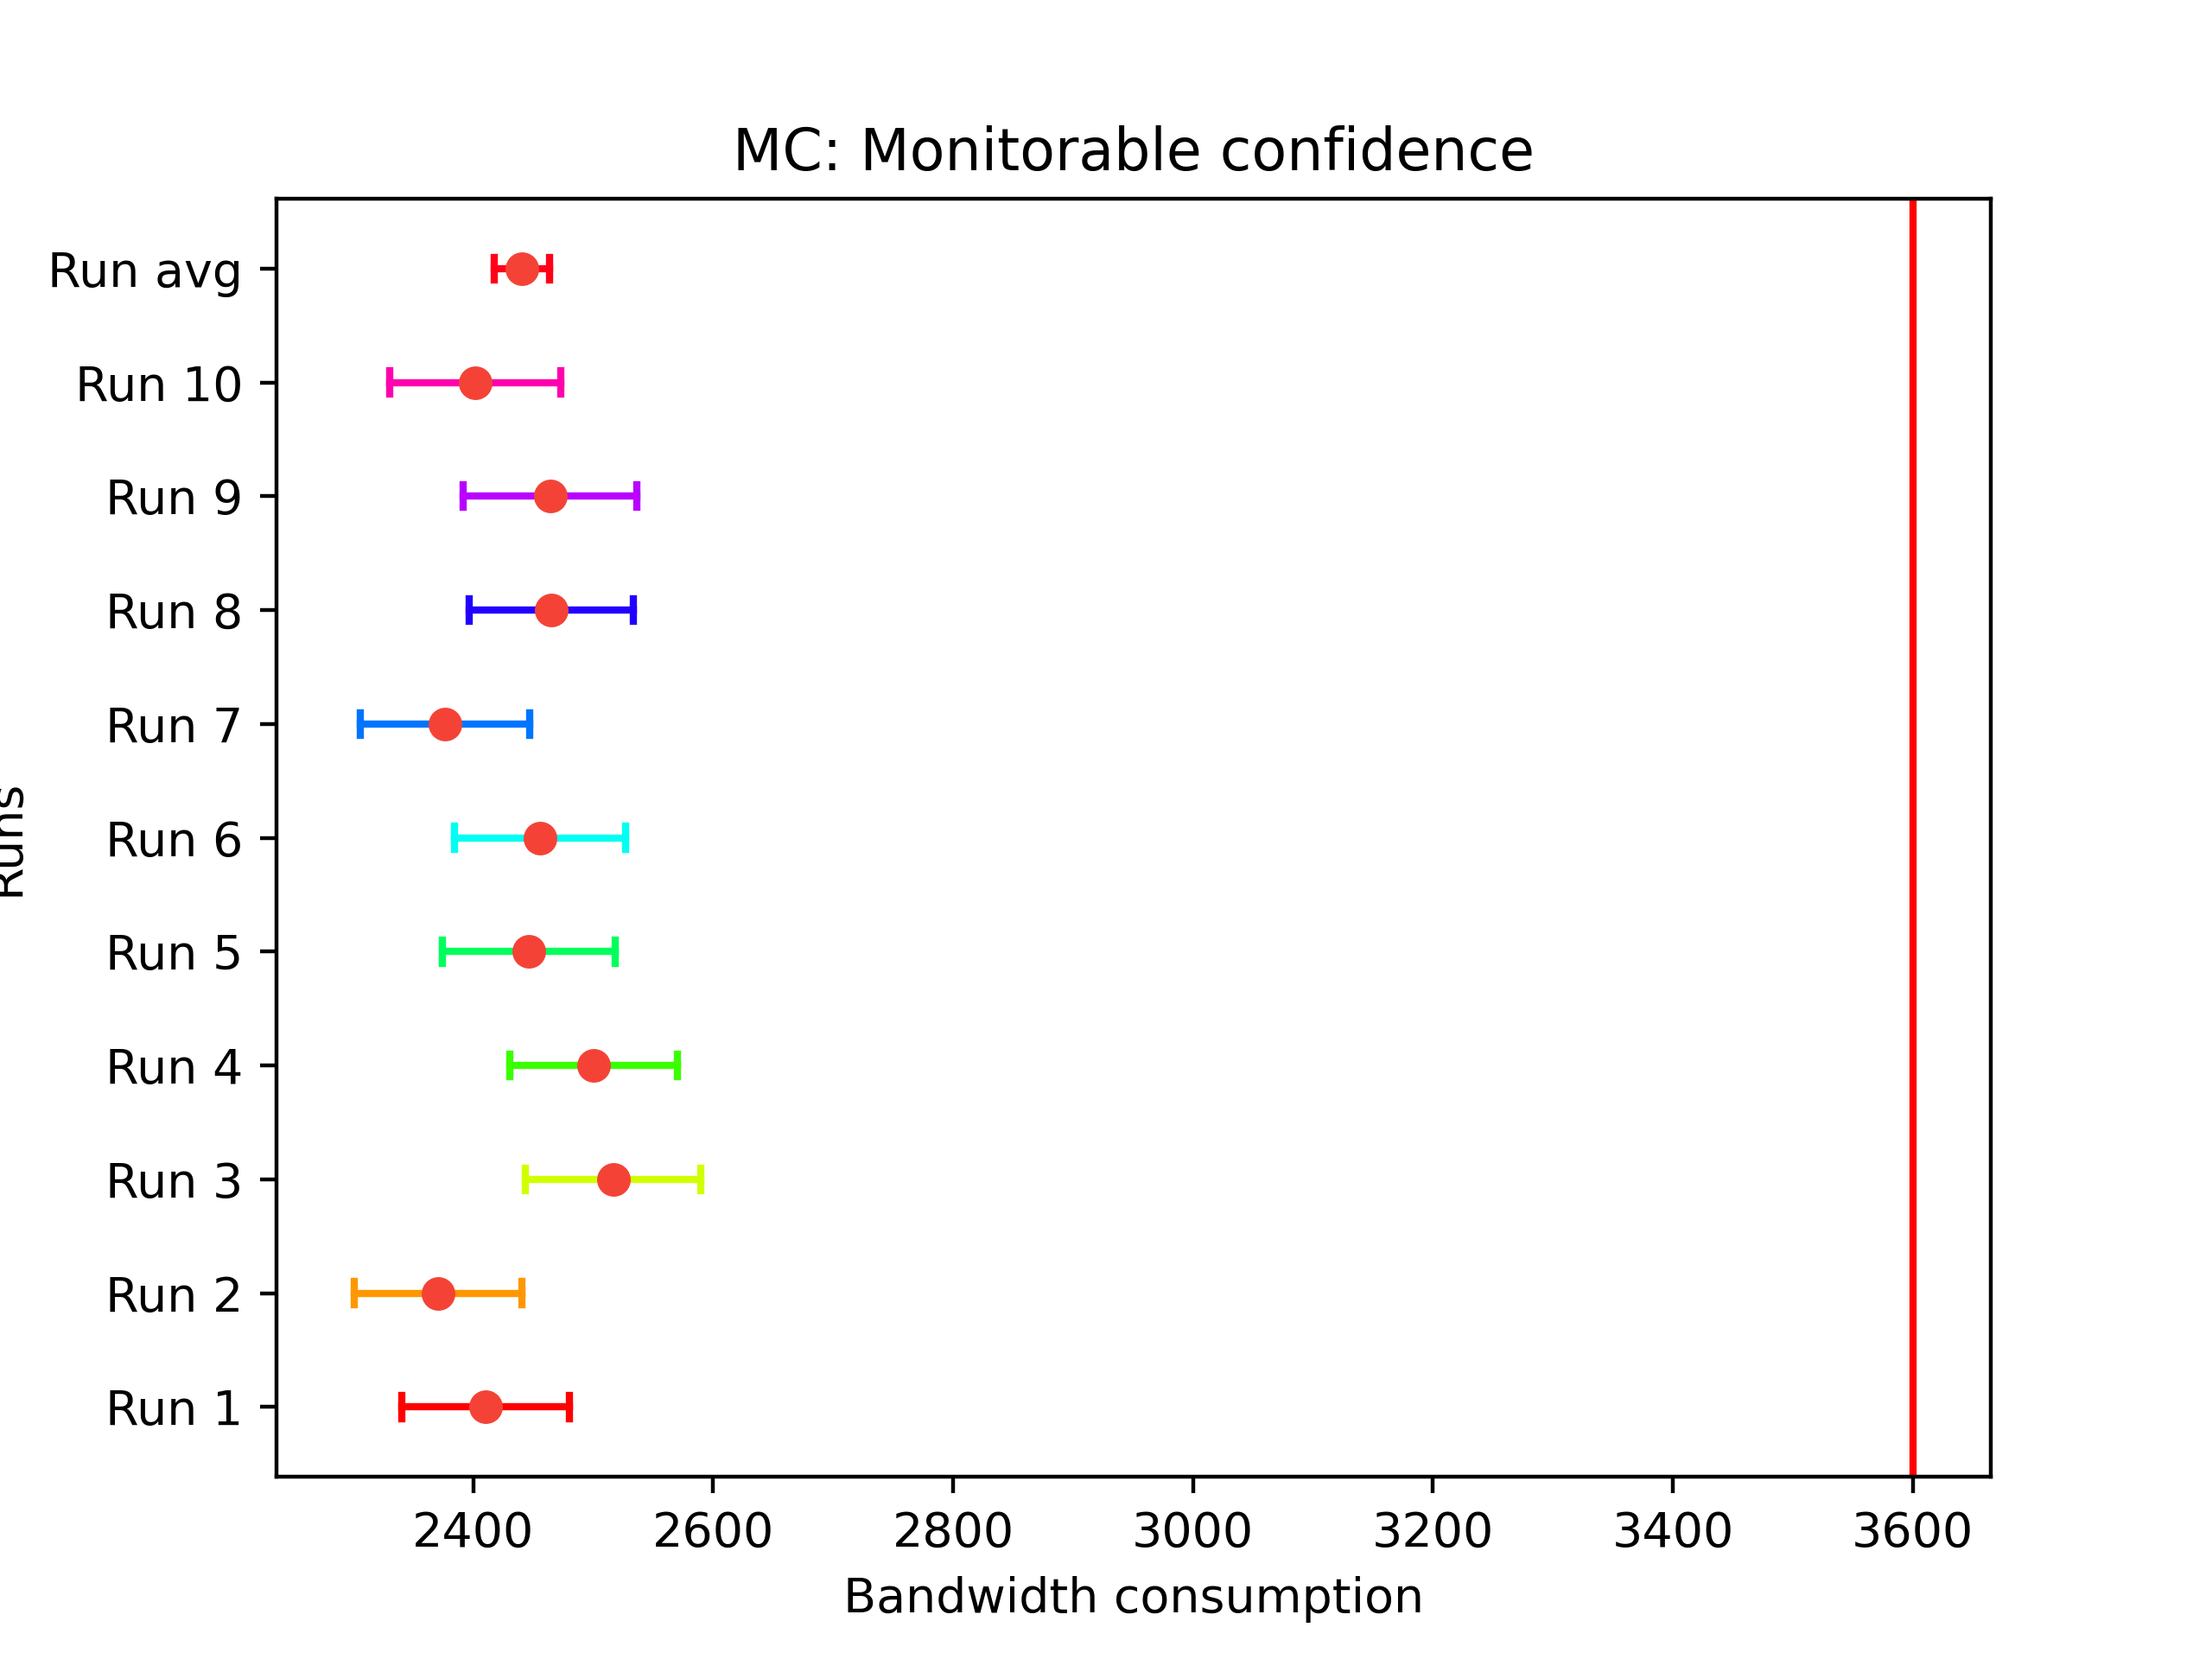 MC: Monitorable confidence
Run avg
Run 10
Run 9
Run 8
Run 7
Run 6
Run 5
Run 4
Run 3
Run 2
Run 1
Runs
2400 2600 2800 3000 3200 3400 3600
Bandwidth consumption